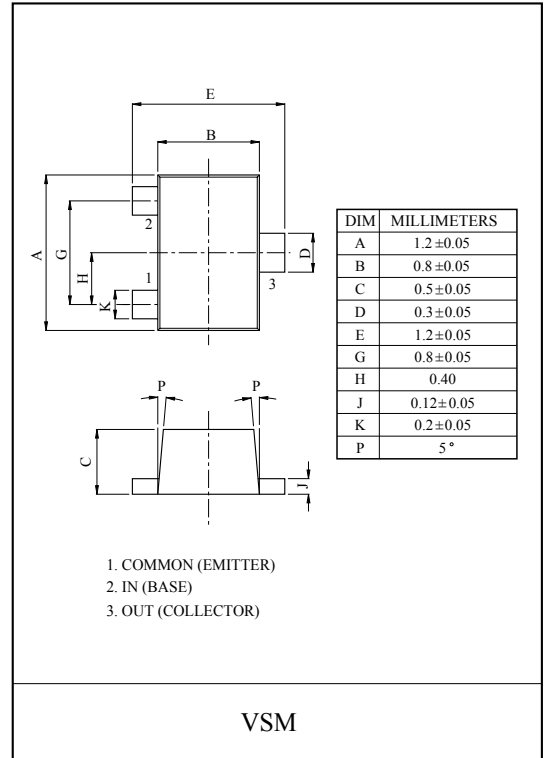 E
B
A
G
H
K
D
2
1
3
DIM MILLIMETERS
A 1.2±0.05
B 0.8±0.05
C 0.5±0.05
D 0.3±0.05
E 1.2±0.05
G 0.8±0.05
H 0.40
J 0.12±0.05
K 0.2±0.05
P 5°
P P
C
J
1. COMMON (EMITTER)
2. IN (BASE)
3. OUT (COLLECTOR)
VSM